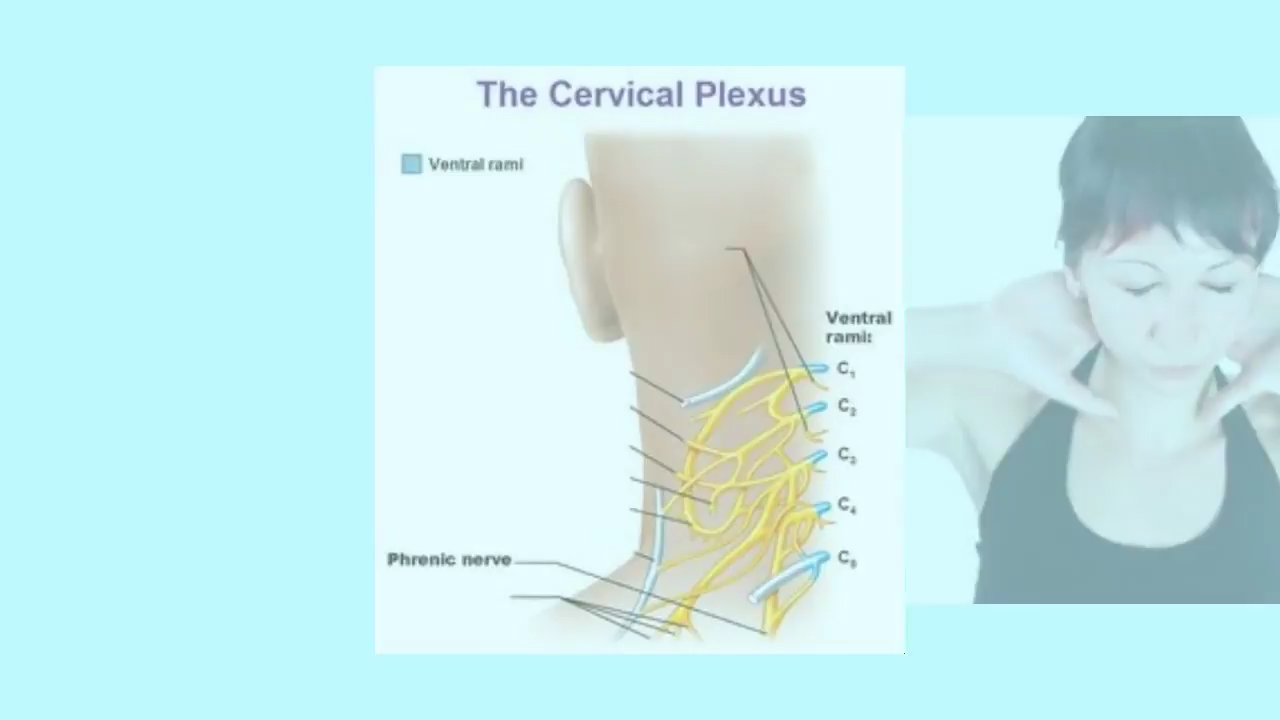 The Cervical Plexus
Ventral rami
Ventral
rami:
C1
C2
C3
C4
C5
Phrenic nerve